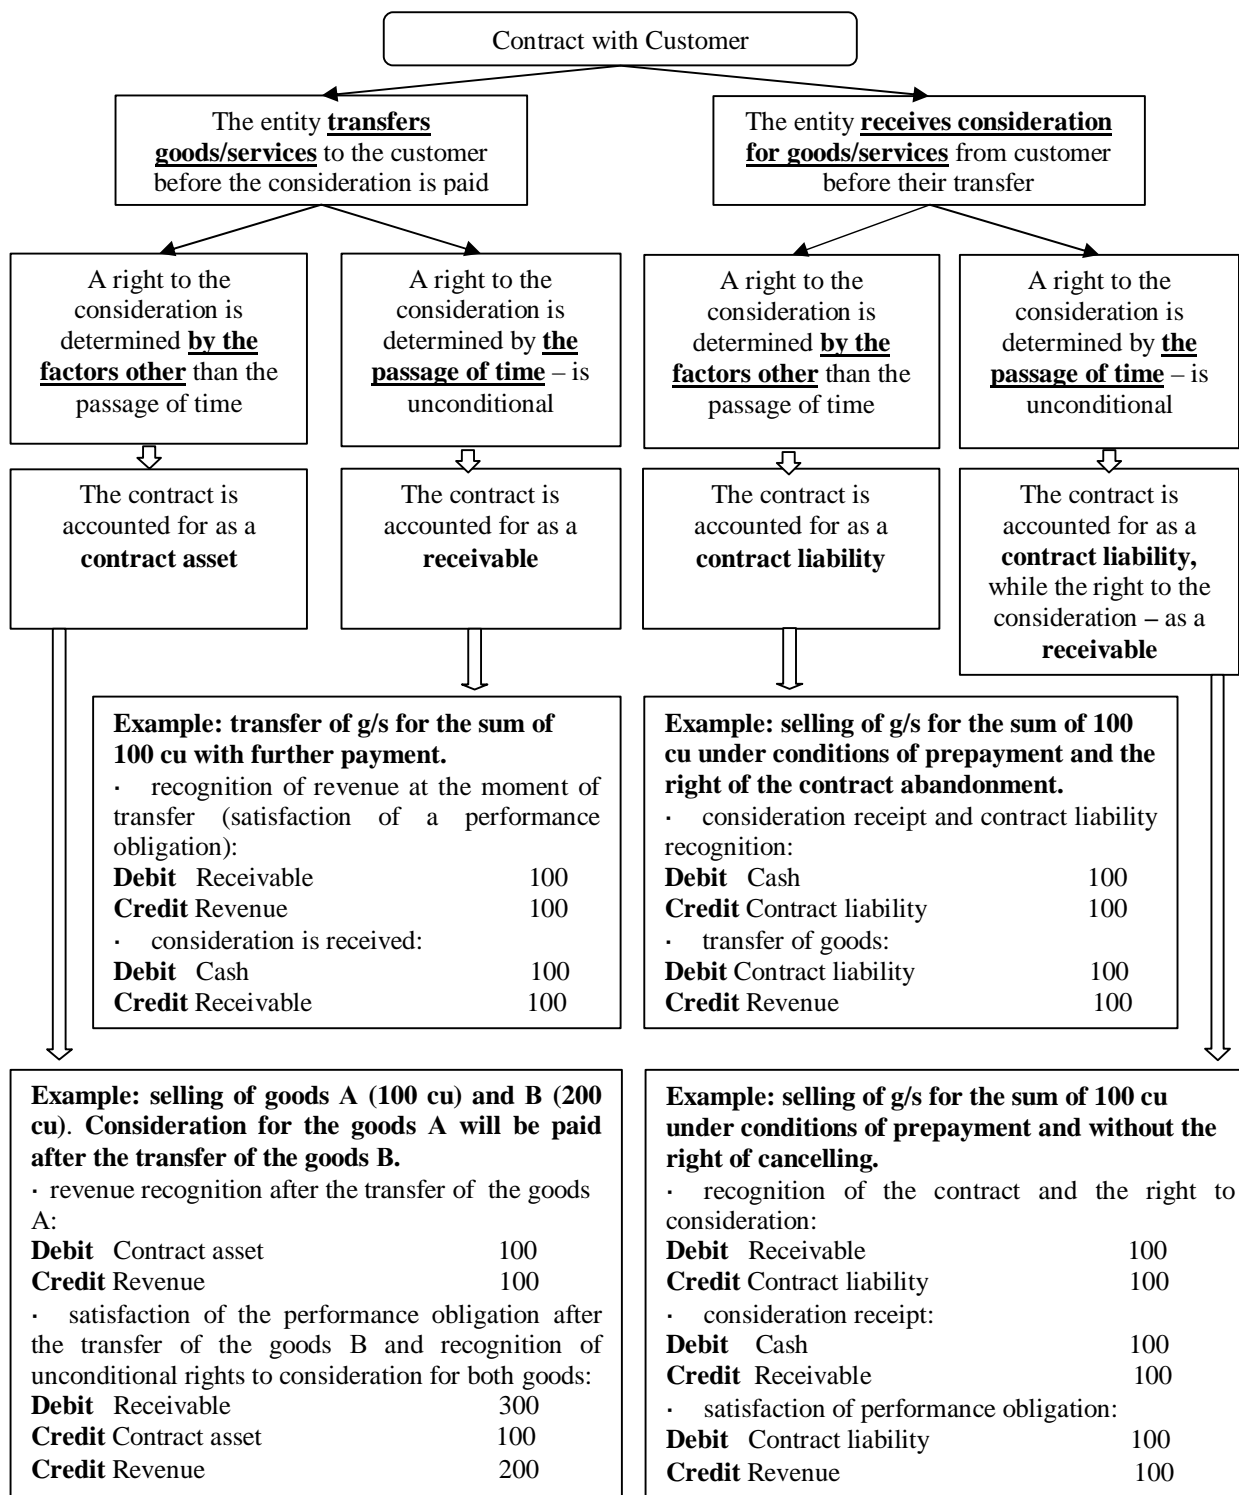 Contract with Customer
The entity transfers
goods/services to the customer
before the consideration is paid
The entity receives consideration
for goods/services from customer
before their transfer
A right to the
consideration is
determined by the
factors other than the
passage of time
A right to the
consideration is
determined by the
passage of time – is
unconditional
A right to the
consideration is
determined by the
factors other than the
passage of time
A right to the
consideration is
determined by the
passage of time – is
unconditional
The contract is
accounted for as a
contract asset
The contract is
accounted for as a
receivable
The contract is
accounted for as a
contract liability
The contract is
accounted for as a
contract liability,
while the right to the
consideration – as a
receivable
Example: transfer of g/s for the sum of
100 cu with further payment.
· recognition of revenue at the moment of
transfer (satisfaction of a performance
obligation):
Debit Receivable 100
Credit Revenue 100
· consideration is received:
Debit Cash 100
Credit Receivable 100
Example: selling of g/s for the sum of 100
cu under conditions of prepayment and the
right of the contract abandonment.
· consideration receipt and contract liability
recognition:
Debit Cash 100
Credit Contract liability 100
· transfer of goods:
Debit Contract liability 100
Credit Revenue 100
Example: selling of goods A (100 cu) and B (200
cu). Consideration for the goods A will be paid
after the transfer of the goods B.
· revenue recognition after the transfer of the goods
A:
Debit Contract asset 100
Credit Revenue 100
· satisfaction of the performance obligation after
the transfer of the goods B and recognition of
unconditional rights to consideration for both goods:
Debit Receivable 300
Credit Contract asset 100
Credit Revenue 200
Example: selling of g/s for the sum of 100 cu
under conditions of prepayment and without the
right of cancelling.
· recognition of the contract and the right to
consideration:
Debit Receivable 100
Credit Contract liability 100
· consideration receipt:
Debit Cash 100
Credit Receivable 100
· satisfaction of performance obligation:
Debit Contract liability 100
Credit Revenue 100